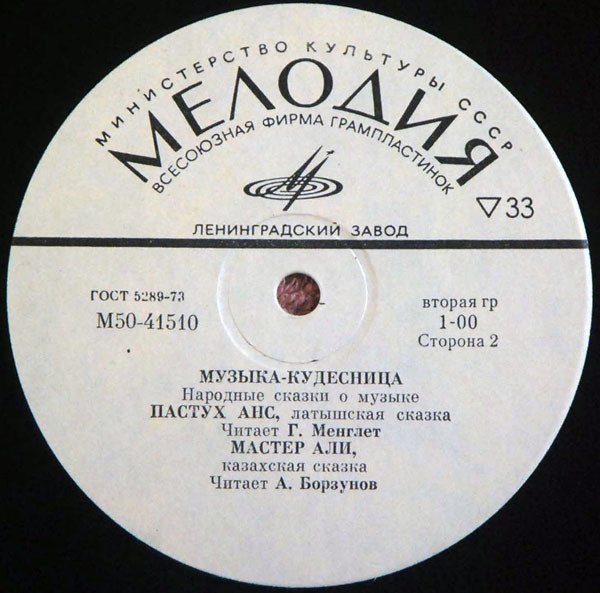 МИНИСТЕРСТВО КУЛЬТУРЫ СССР
МЕЛОДИЯ
ВСЕСОЮЗНАЯ ФИРМА ГРАМПЛАСТИНОК
▽33
ЛЕНИНГРАДСКИЙ ЗАВОД
ГОСТ 5289-73
М50-41510
вторая гр
1-00
Сторона 2
МУЗЫКА-КУДЕСНИЦА
Народные сказки о музыке
ПАСТУХ АНС, латышская сказка
Читает Г. Менглет
МАСТЕР АЛИ,
казахская сказка
Читает А. Борзунов